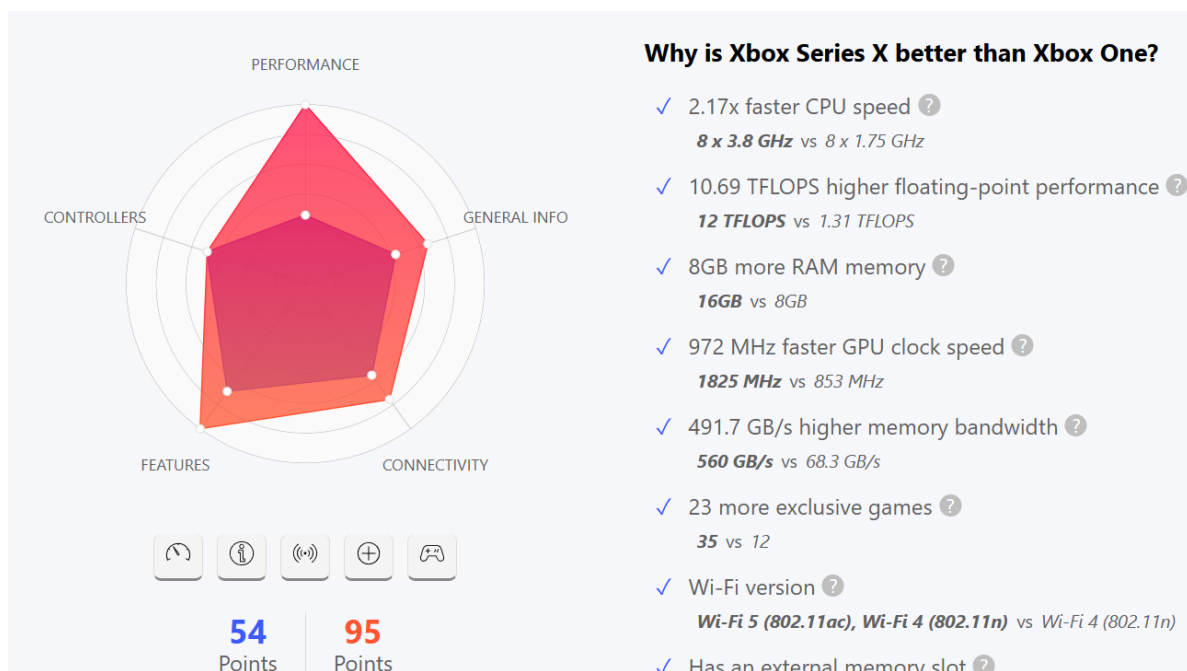 PERFORMANCE
CONTROLLERS
GENERAL INFO
FEATURES
CONNECTIVITY
54
Points
95
Points
Why is Xbox Series X better than Xbox One?
✓ 2.17x faster CPU speed ?
8 x 3.8 GHz vs 8 x 1.75 GHz
✓ 10.69 TFLOPS higher floating-point performance ?
12 TFLOPS vs 1.31 TFLOPS
✓ 8GB more RAM memory ?
16GB vs 8GB
✓ 972 MHz faster GPU clock speed ?
1825 MHz vs 853 MHz
✓ 491.7 GB/s higher memory bandwidth ?
560 GB/s vs 68.3 GB/s
✓ 23 more exclusive games ?
35 vs 12
✓ Wi-Fi version ?
Wi-Fi 5 (802.11ac), Wi-Fi 4 (802.11n) vs Wi-Fi 4 (802.11n)
✓ Has an external memory slot ?